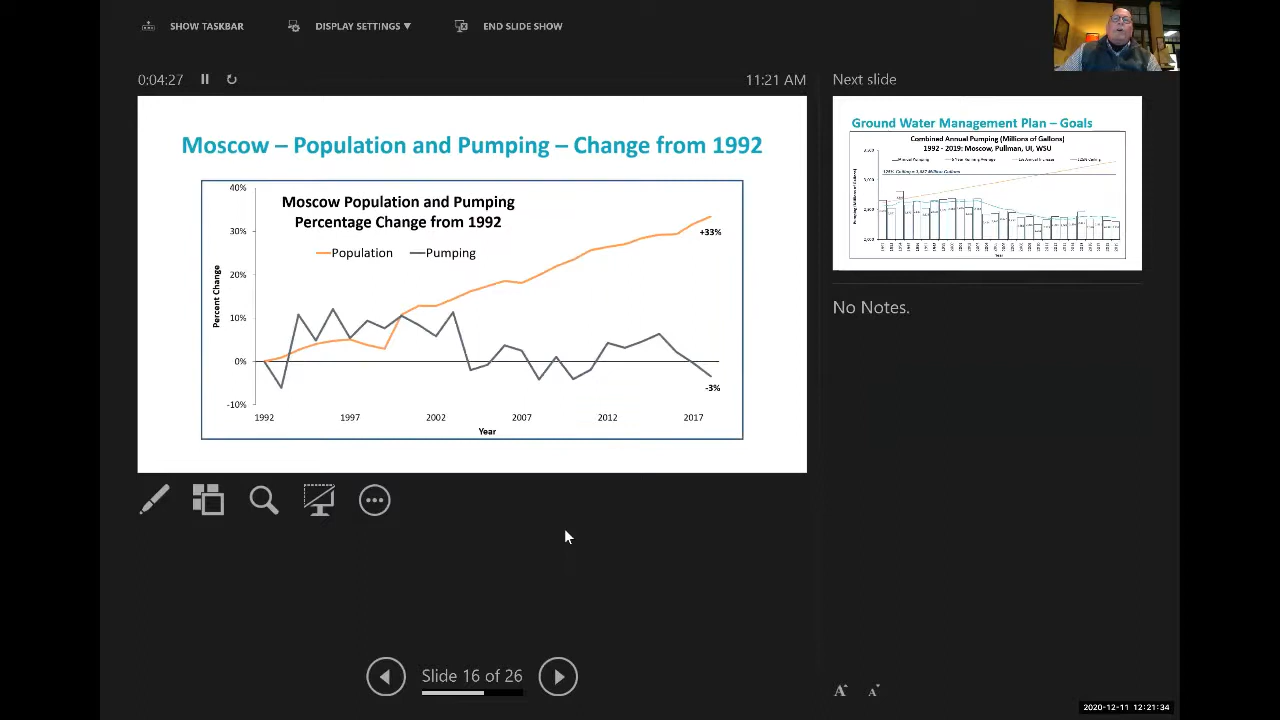 SHOW TASKBAR
DISPLAY SETTINGS ▼
END SLIDE SHOW
0:04:27
11:21 AM
Moscow – Population and Pumping – Change from 1992
Moscow Population and Pumping
Percentage Change from 1992
Population
Pumping
40%
30%
20%
10%
0%
-10%
Percent Change
+33%
-3%
1992
1997
2002
2007
2012
2017
Year
Next slide
Ground Water Management Plan – Goals
Combined Annual Pumping (Millions of Gallons)
1992 - 2019: Moscow, Pullman, UI, WSU
Annual Pumping
Year
No Notes.
Slide 16 of 26
A
A
2020-12-11 12:21:34